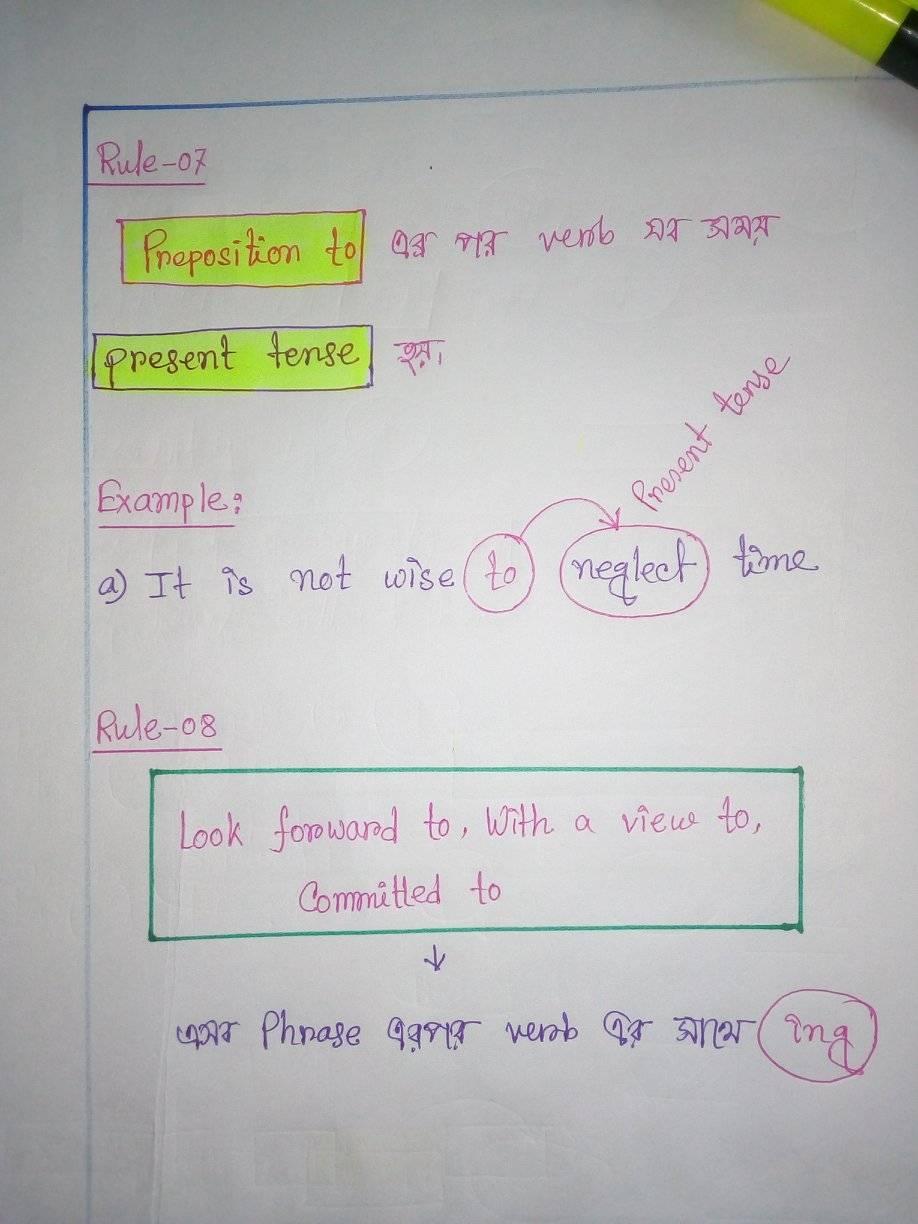 Rule-07
Preposition to এর পর verb সব সময়
present tense হয়।
Present tense
Example:
a) It is not wise to neglect time
Rule-08
Look forward to, With a view to,
Committed to
↓
এসব Phrase এরপর verb এর সাথে ing